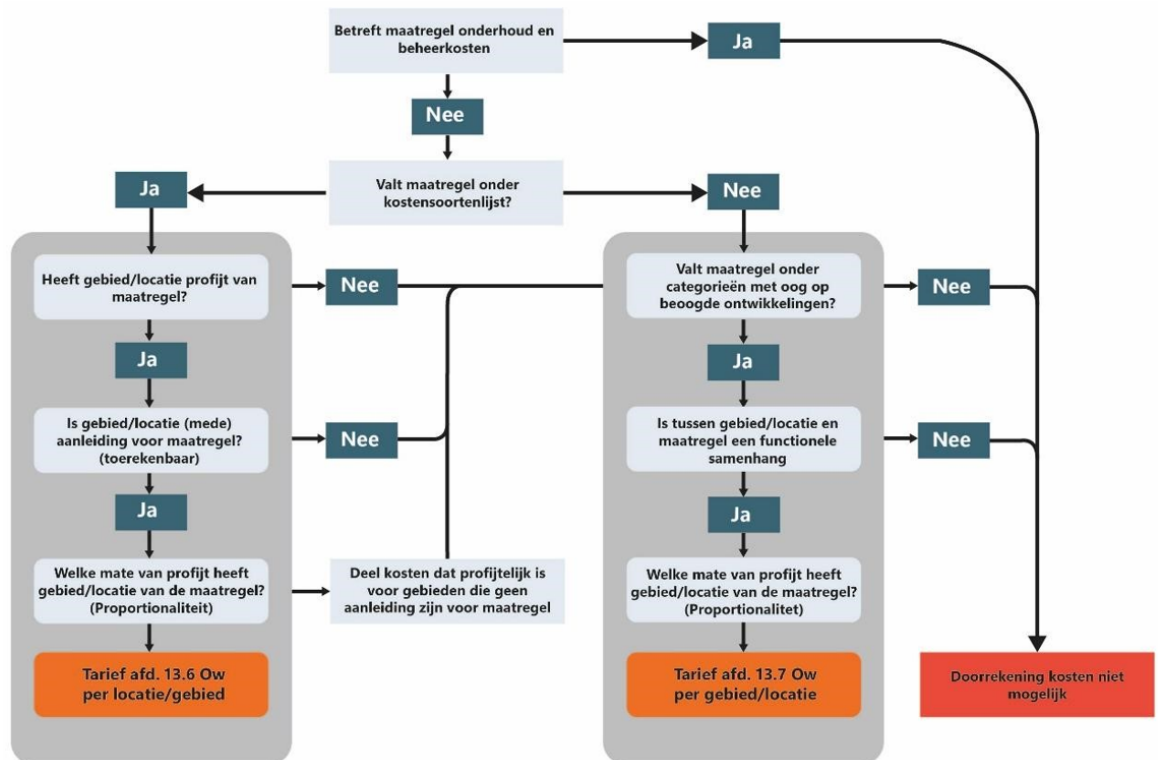 Betreft maatregel onderhoud en
beheerkosten
Ja
Nee
Valt maatregel onder
kostensoortenlijst?
Ja
Nee
Heeft gebied/locatie profijt van
maatregel?
Nee
Ja
Is gebied/locatie (mede)
aanleiding voor maatregel?
(toerekenbaar)
Nee
Ja
Welke mate van profijt heeft
gebied/locatie van de maatregel?
(Proportionaliteit)
Deel kosten dat profijtelijk is
voor gebieden die geen
aanleiding zijn voor maatregel
Tarief afd. 13.6 Ow
per locatie/gebied
Valt maatregel onder
categorieën met oog op
beoogde ontwikkelingen?
Nee
Ja
Is tussen gebied/locatie en
maatregel een functionele
samenhang
Nee
Ja
Welke mate van profijt heeft
gebied/locatie van de maatregel?
(Proportionalitet)
Tarief afd. 13.7 Ow
per gebied/locatie
Doorrekening kosten niet
mogelijk